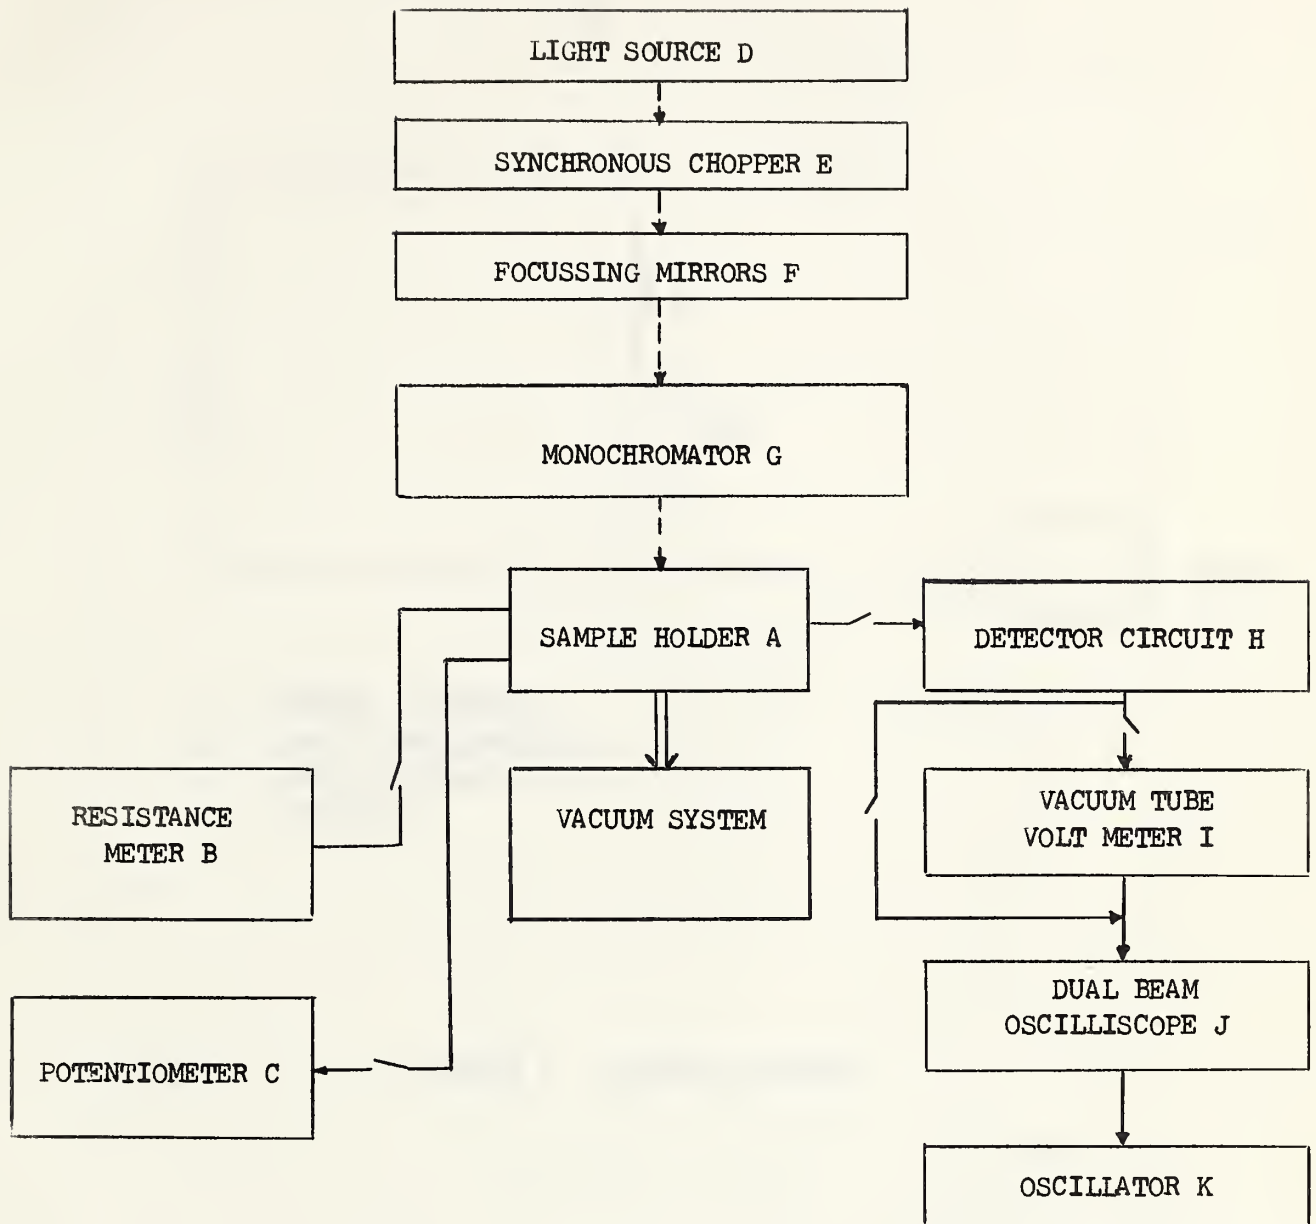 LIGHT SOURCE D
SYNCHRONOUS CHOPPER E
FOCUSSING MIRRORS F
MONOCHROMATOR G
SAMPLE HOLDER A
DETECTOR CIRCUIT H
RESISTANCE
METER B
VACUUM SYSTEM
VACUUM TUBE
VOLT METER I
POTENTIOMETER C
DUAL BEAM
OSCILLISCOPE J
OSCILLATOR K